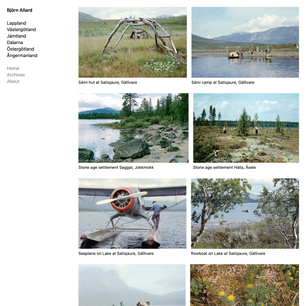 Björn Allard
Lappland
Västergötland
Jämtland
Dalarna
Östergötland
Ångermanland
Home
Archives
About
Sámi hut at Satisjaure, Gällivare
Sámi camp at Satisjaure, Gällivare
Stone age settlement Saggat, Jokkmokk
Stone age settlement Hälla, Åsele
Seaplane on Lake at Satisjaure, Gällivare
Rowboat on Lake at Satisjaure, Gällivare